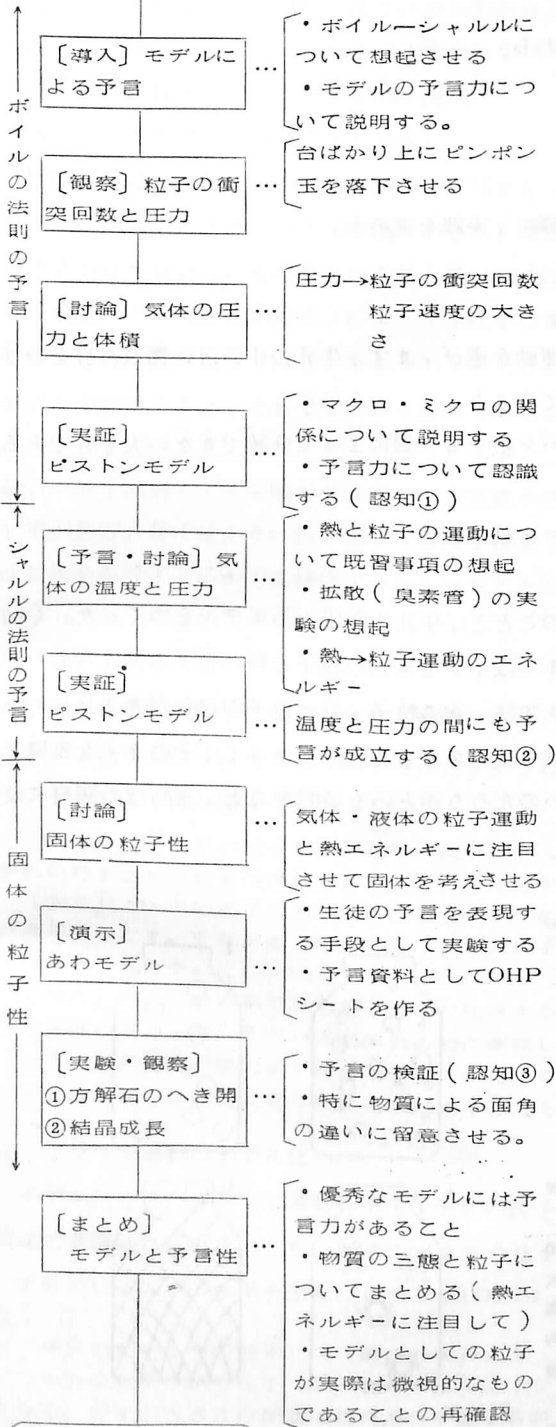 ボイルの法則の予言
〔導入〕モデルに
よる予言
…
・ボイルーシャルルに
ついて想起させる
・モデルの予言力につ
いて説明する。
〔観察〕粒子の衝
突回数と圧力
…
台ばかり上にピンポン
玉を落下させる
〔討論〕気体の圧
力と体積
…
圧力→粒子の衝突回数
粒子速度の大き
さ
〔実証〕
ピストンモデル
…
・マクロ・ミクロの関
係について説明する
・予言力について認識
する(認知①)
シャルルの法則の予言
〔予言・討論〕気
体の温度と圧力
…
・熱と粒子の運動につ
いて既習事項の想起
・拡散(臭素管)の実
験の想起
・熱→粒子運動のエネ
ルギー
〔実証〕
ピストンモデル
…
温度と圧力の間にも予
言が成立する(認知②)
固体の粒子性
〔討論〕
固体の粒子性
…
気体・液体の粒子運動
と熱エネルギーに注目
させて固体を考えさせる
〔演示〕
あわモデル
…
・生徒の予言を表現す
る手段として実験する
・予言資料としてOHP
シートを作る
〔実験・観察〕
①方解石のへき開
②結晶成長
…
・予言の検証(認知③)
・特に物質による面角
の違いに留意させる。
〔まとめ〕
モデルと予言性
…
・優秀なモデルには予
言力があること
・物質の三態と粒子に
ついてまとめる(熱エ
ネルギーに注目して)
・モデルとしての粒子
が実際は微視的なもの
であることの再確認